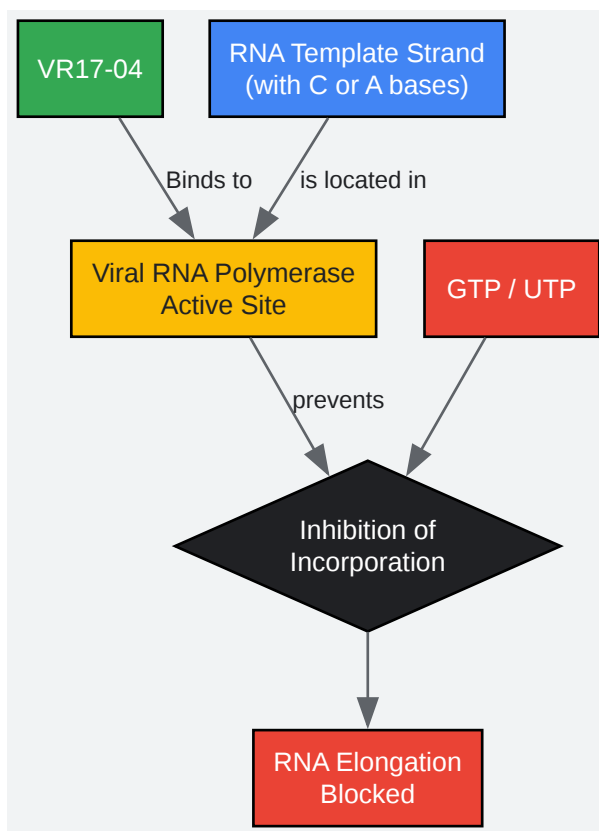 VR17-04
RNA Template Strand
(with C or A bases)
Binds to
is located in
Viral RNA Polymerase
Active Site
GTP / UTP
prevents
Inhibition of
Incorporation
RNA Elongation
Blocked